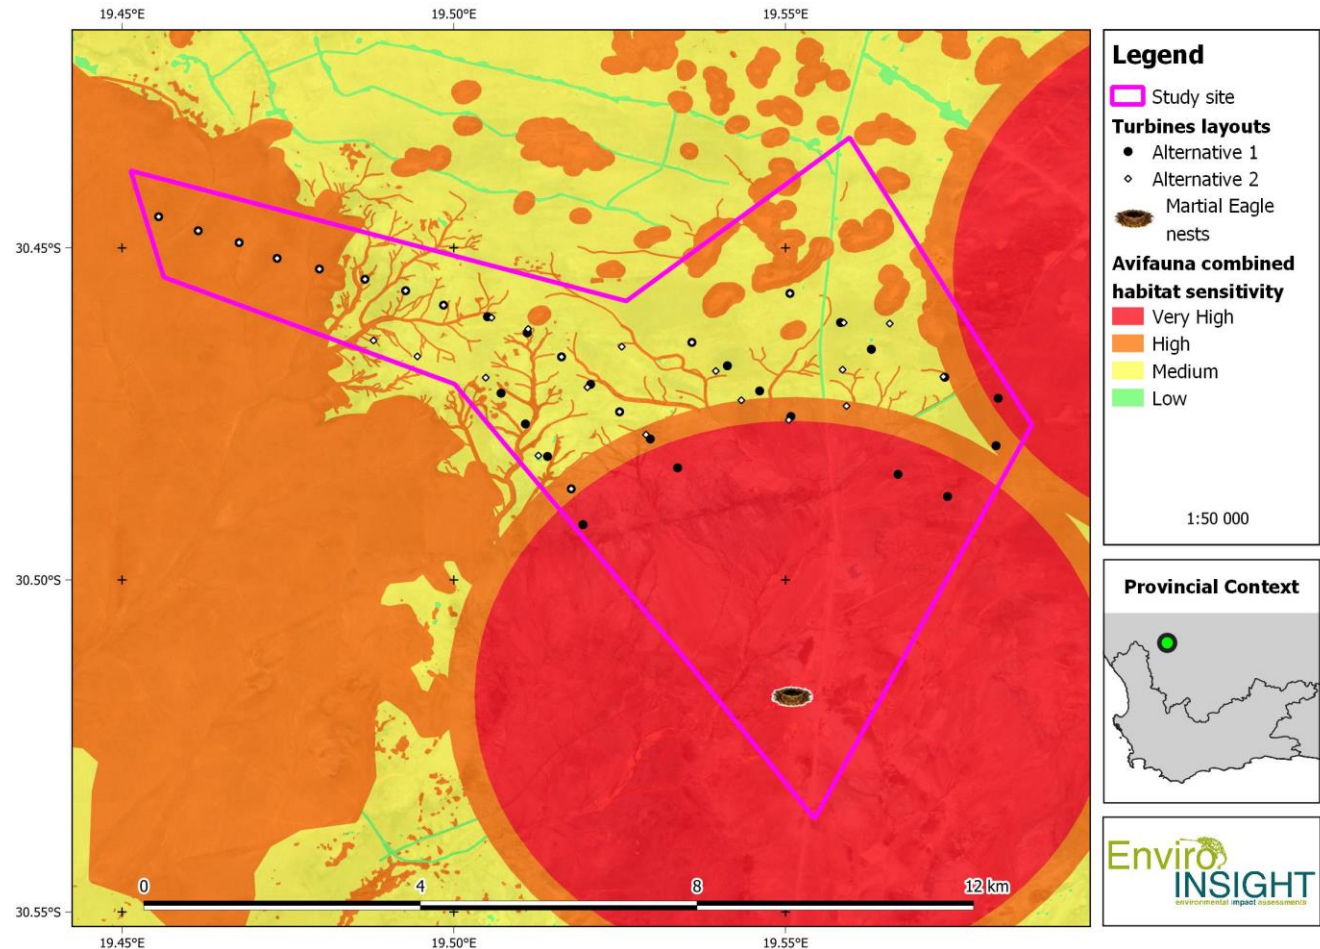 19.45°E
19.50°E
19.55°E
30.45°S
30.50°S
30.55°S
0
4
8
12 km
19.45°E
19.50°E
19.55°E
Legend
Study site
Turbines layouts
Alternative 1
Alternative 2
Martial Eagle
nests
Avifauna combined
habitat sensitivity
Very High
High
Medium
Low
1:50 000
Provincial Context
Enviro
INSIGHT
environmental impact assessments